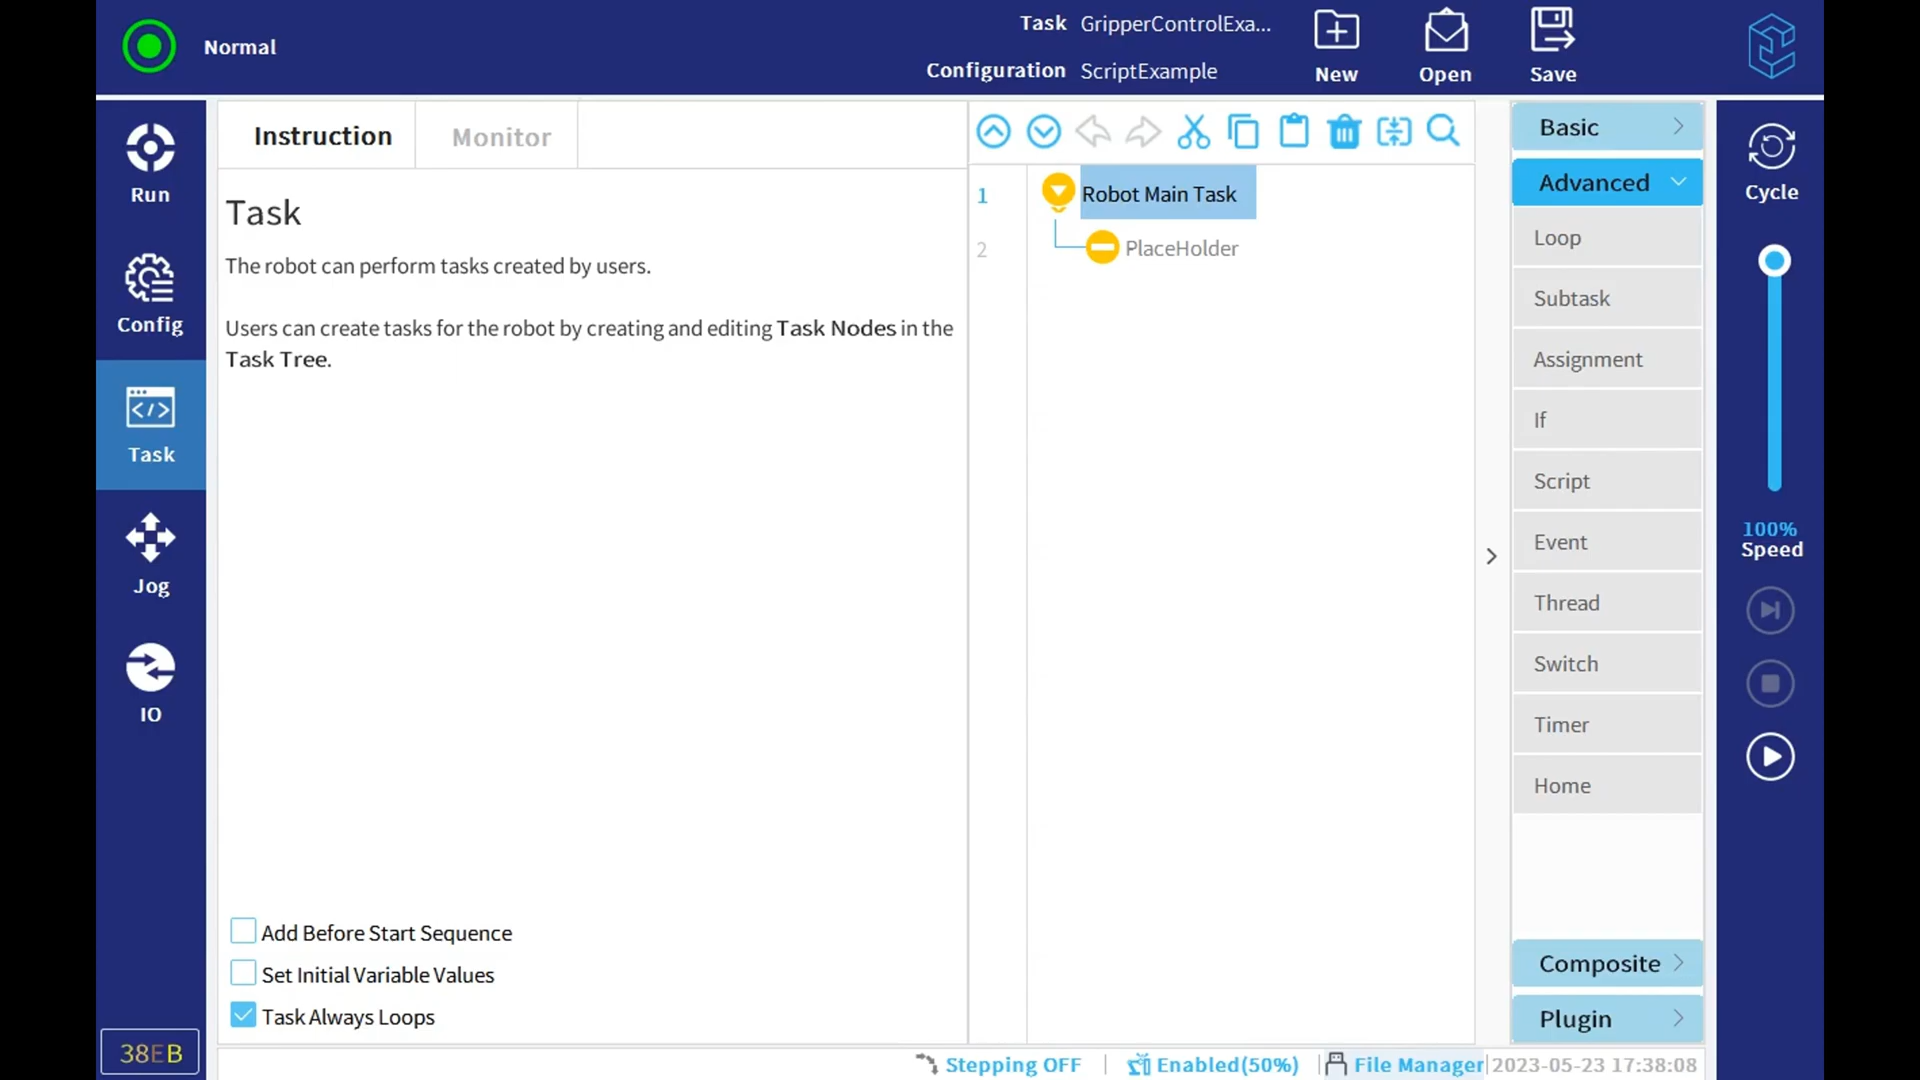 Normal
Task GripperControlExa...
Configuration ScriptExample
New
Open
Save
Run
Config
Task
Jog
IO
38EB
Instruction
Monitor
Task
The robot can perform tasks created by users.
Users can create tasks for the robot by creating and editing Task Nodes in the
Task Tree.
Add Before Start Sequence
Set Initial Variable Values
Task Always Loops
1 Robot Main Task
2 PlaceHolder
Basic
Advanced
Loop
Subtask
Assignment
If
Script
Event
Thread
Switch
Timer
Home
Composite
Plugin
Cycle
100%
Speed
Stepping OFF
Enabled(50%)
File Manager
2023-05-23 17:38:08